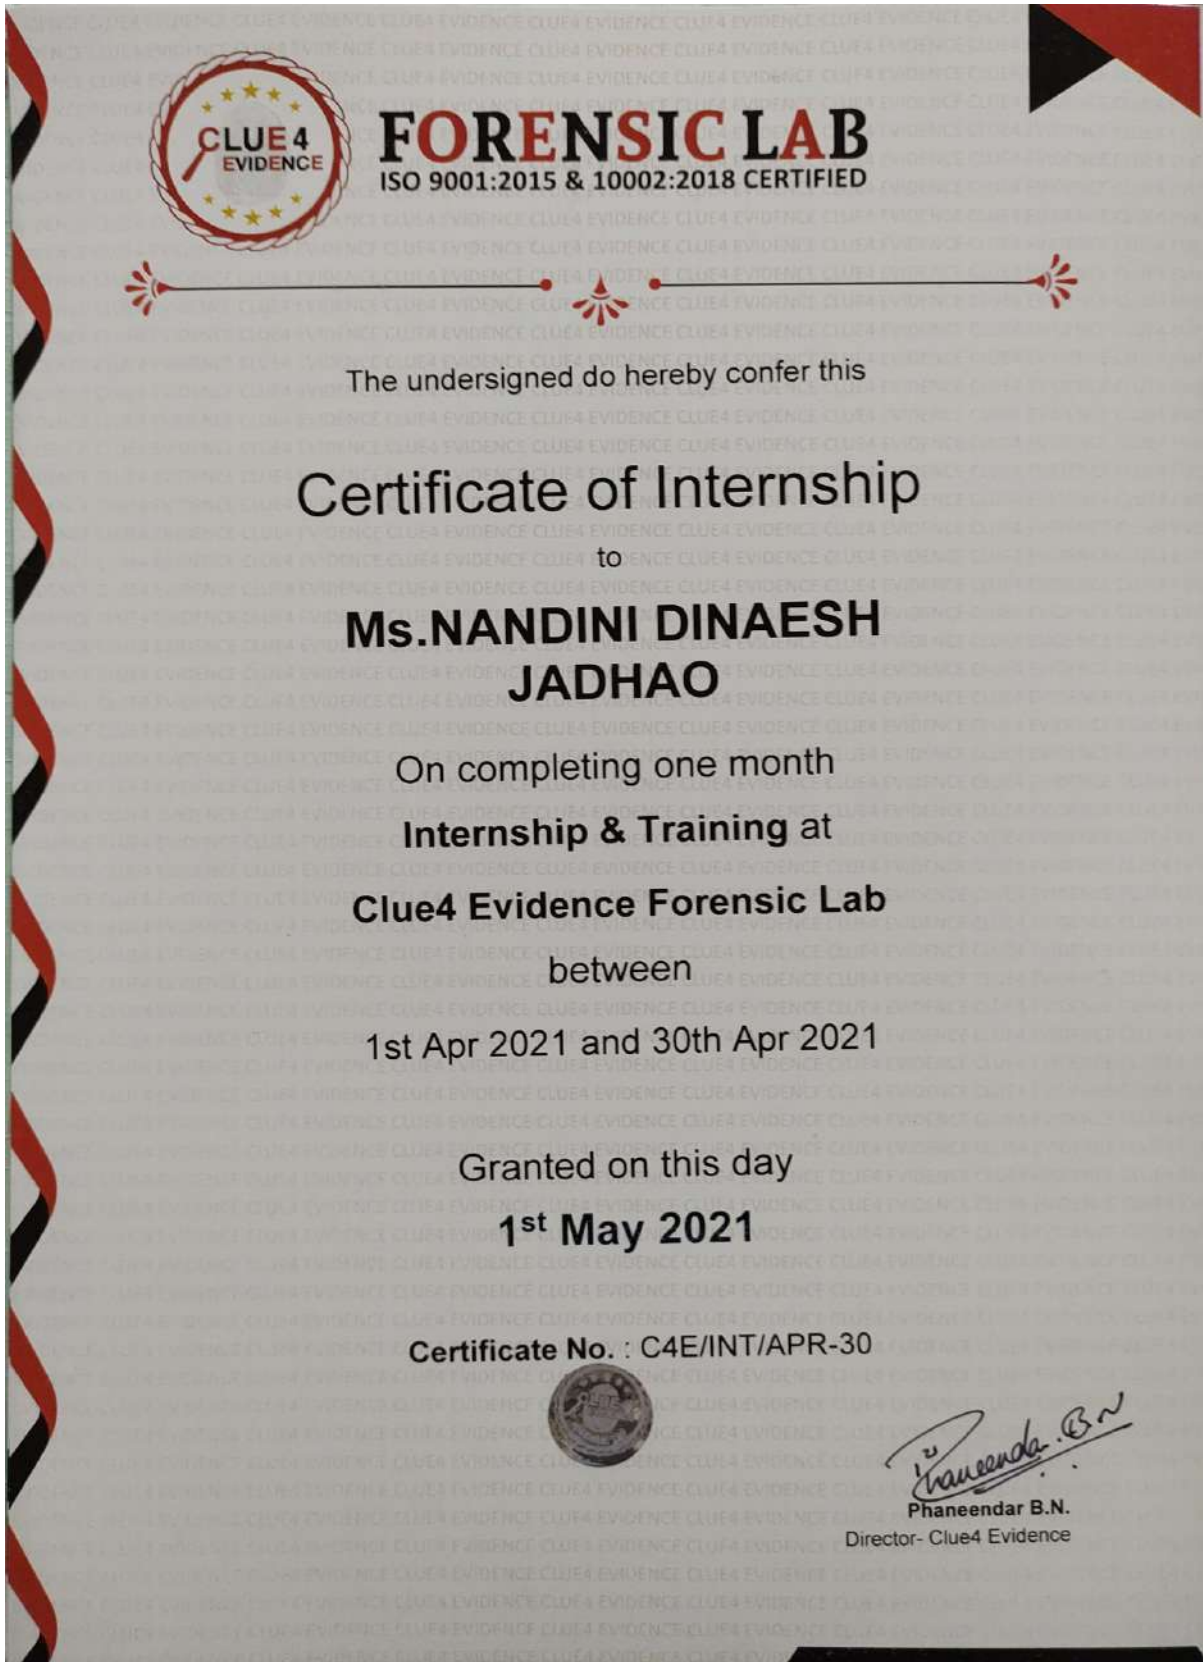 CLUE 4
EVIDENCE
FORENSIC LAB
ISO 9001:2015 & 10002:2018 CERTIFIED
The undersigned do hereby confer this
Certificate of Internship
to
Ms.NANDINI DINAESH
JADHAO
On completing one month
Internship & Training at
Clue4 Evidence Forensic Lab
between
1st Apr 2021 and 30th Apr 2021
Granted on this day
1st May 2021
Certificate No. : C4E/INT/APR-30
Phaneendar B.N
Phaneendar B.N.
Director- Clue4 Evidence